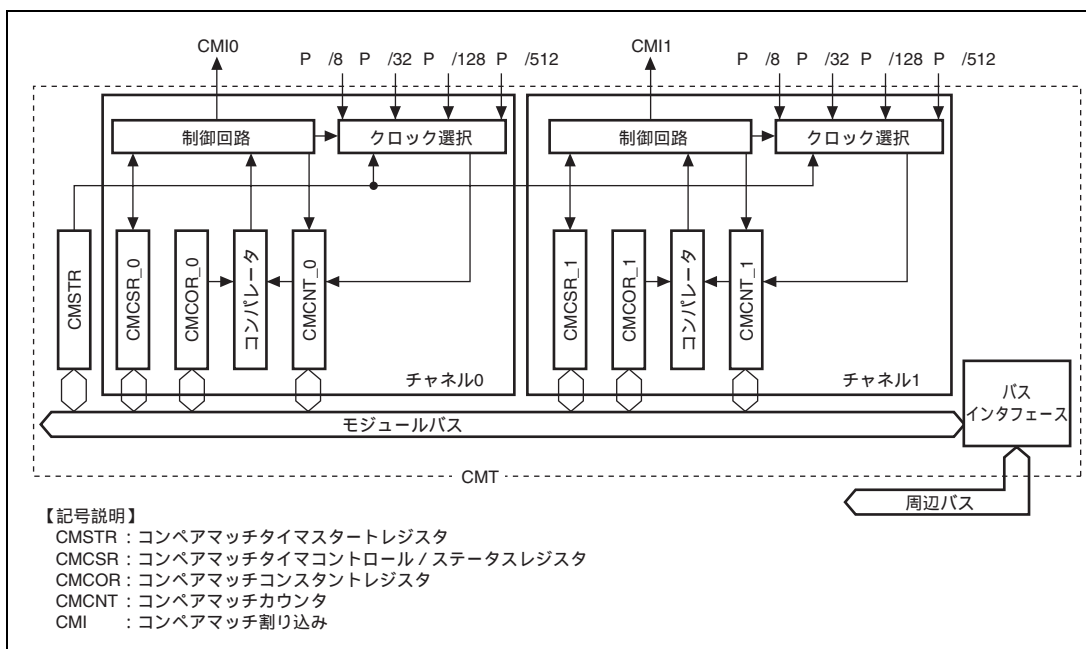 CMI0
P /8 P /32 P /128 P /512
CMI1
P /8 P /32 P /128 P /512
制御回路
クロック選択
制御回路
クロック選択
CMSTR
CMCSR_0
CMCOR_0
コンパレータ
CMCNT_0
チャネル0
CMCSR_1
CMCOR_1
コンパレータ
CMCNT_1
チャネル1
モジュールバス
バス
インタフェース
CMT
周辺バス
【記号説明】
CMSTR : コンペアマッチタイマスタートレジスタ
CMCSR : コンペアマッチタイマコントロール / ステータスレジスタ
CMCOR : コンペアマッチコンスタントレジスタ
CMCNT : コンペアマッチカウンタ
CMI : コンペアマッチ割り込み